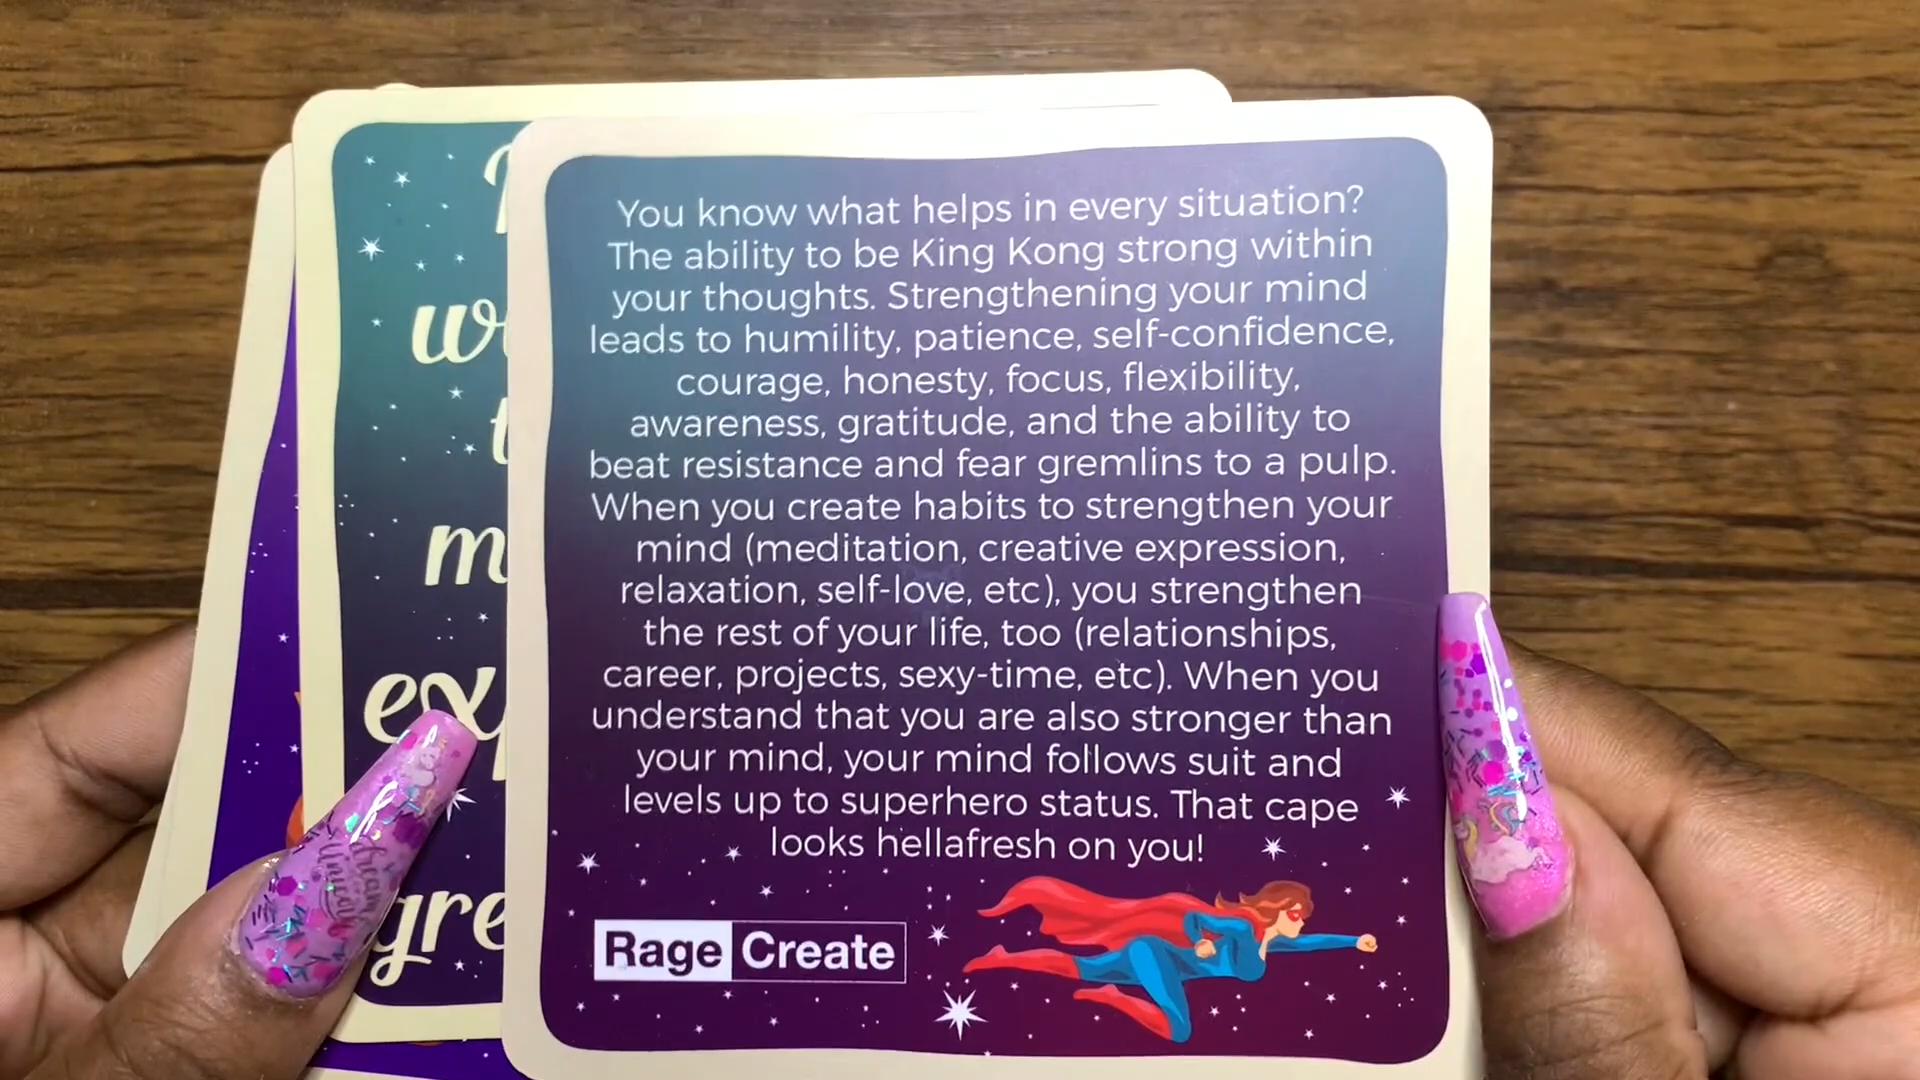 You know what helps in every situation?
The ability to be King Kong strong within
your thoughts. Strengthening your mind
leads to humility, patience, self-confidence,
courage, honesty, focus, flexibility,
awareness, gratitude, and the ability to
beat resistance and fear gremlins to a pulp.
When you create habits to strengthen your
mind (meditation, creative expression,
relaxation, self-love, etc), you strengthen
the rest of your life, too (relationships,
career, projects, sexy-time, etc). When you
understand that you are also stronger than
your mind, your mind follows suit and
levels up to superhero status. That cape
looks hellafresh on you!
Rage Create